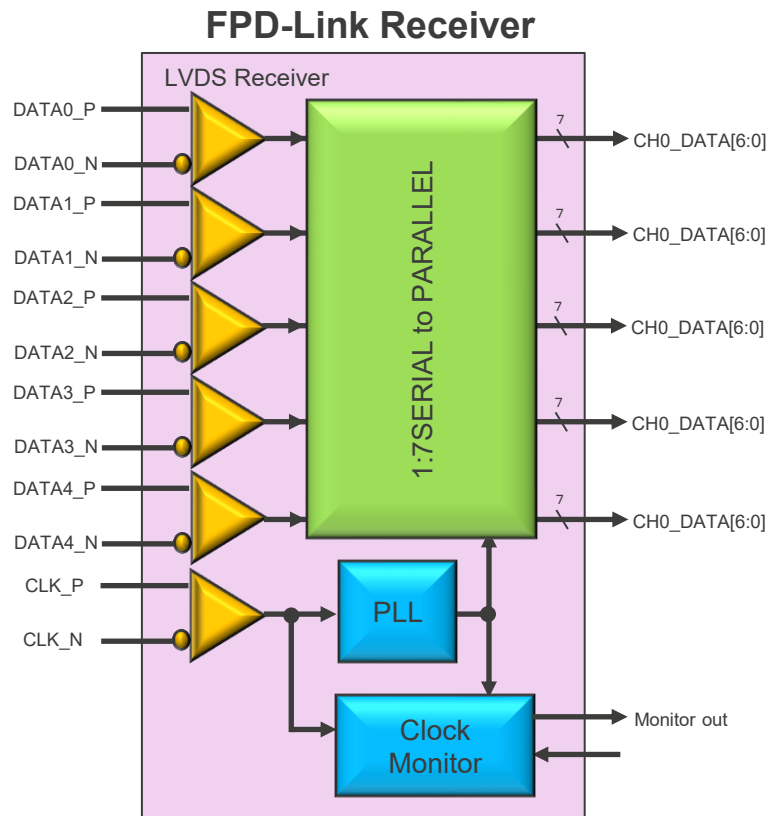 FPD-Link Receiver
LVDS Receiver
DATA0_P
DATA0_N
DATA1_P
DATA1_N
DATA2_P
DATA2_N
DATA3_P
DATA3_N
DATA4_P
DATA4_N
CLK_P
CLK_N
1:7SERIAL to PARALLEL
PLL
Clock
Monitor
7
CH0_DATA[6:0]
7
CH0_DATA[6:0]
7
CH0_DATA[6:0]
7
CH0_DATA[6:0]
7
CH0_DATA[6:0]
Monitor out